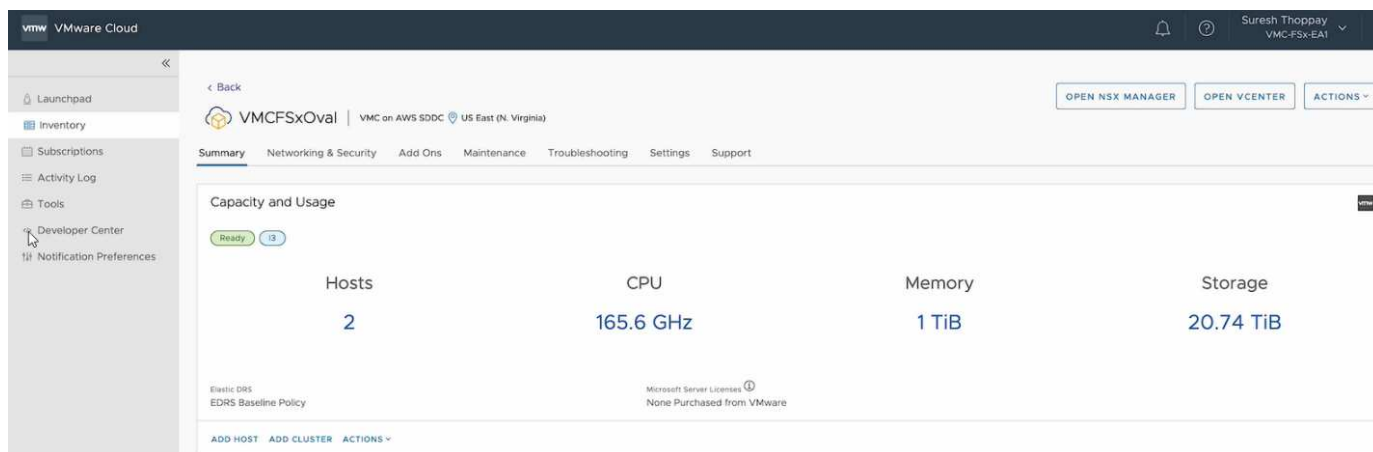 vmw VMware Cloud
Suresh Thoppay
VMC-FSx-EA1
Launchpad
Inventory
Subscriptions
Activity Log
Tools
Developer Center
Notification Preferences
Back
OPEN NSX MANAGER OPEN VCENTER ACTIONS
VMCFSxOval | VMC on AWS SDDC US East (N. Virginia)
Summary Networking & Security Add Ons Maintenance Troubleshooting Settings Support
Capacity and Usage
vmw
Ready I3
Hosts CPU Memory Storage
2 165.6 GHz 1 TiB 20.74 TiB
Elastic DRS Microsoft Server Licenses
EDRS Baseline Policy None Purchased from VMware
ADD HOST ADD CLUSTER ACTIONS